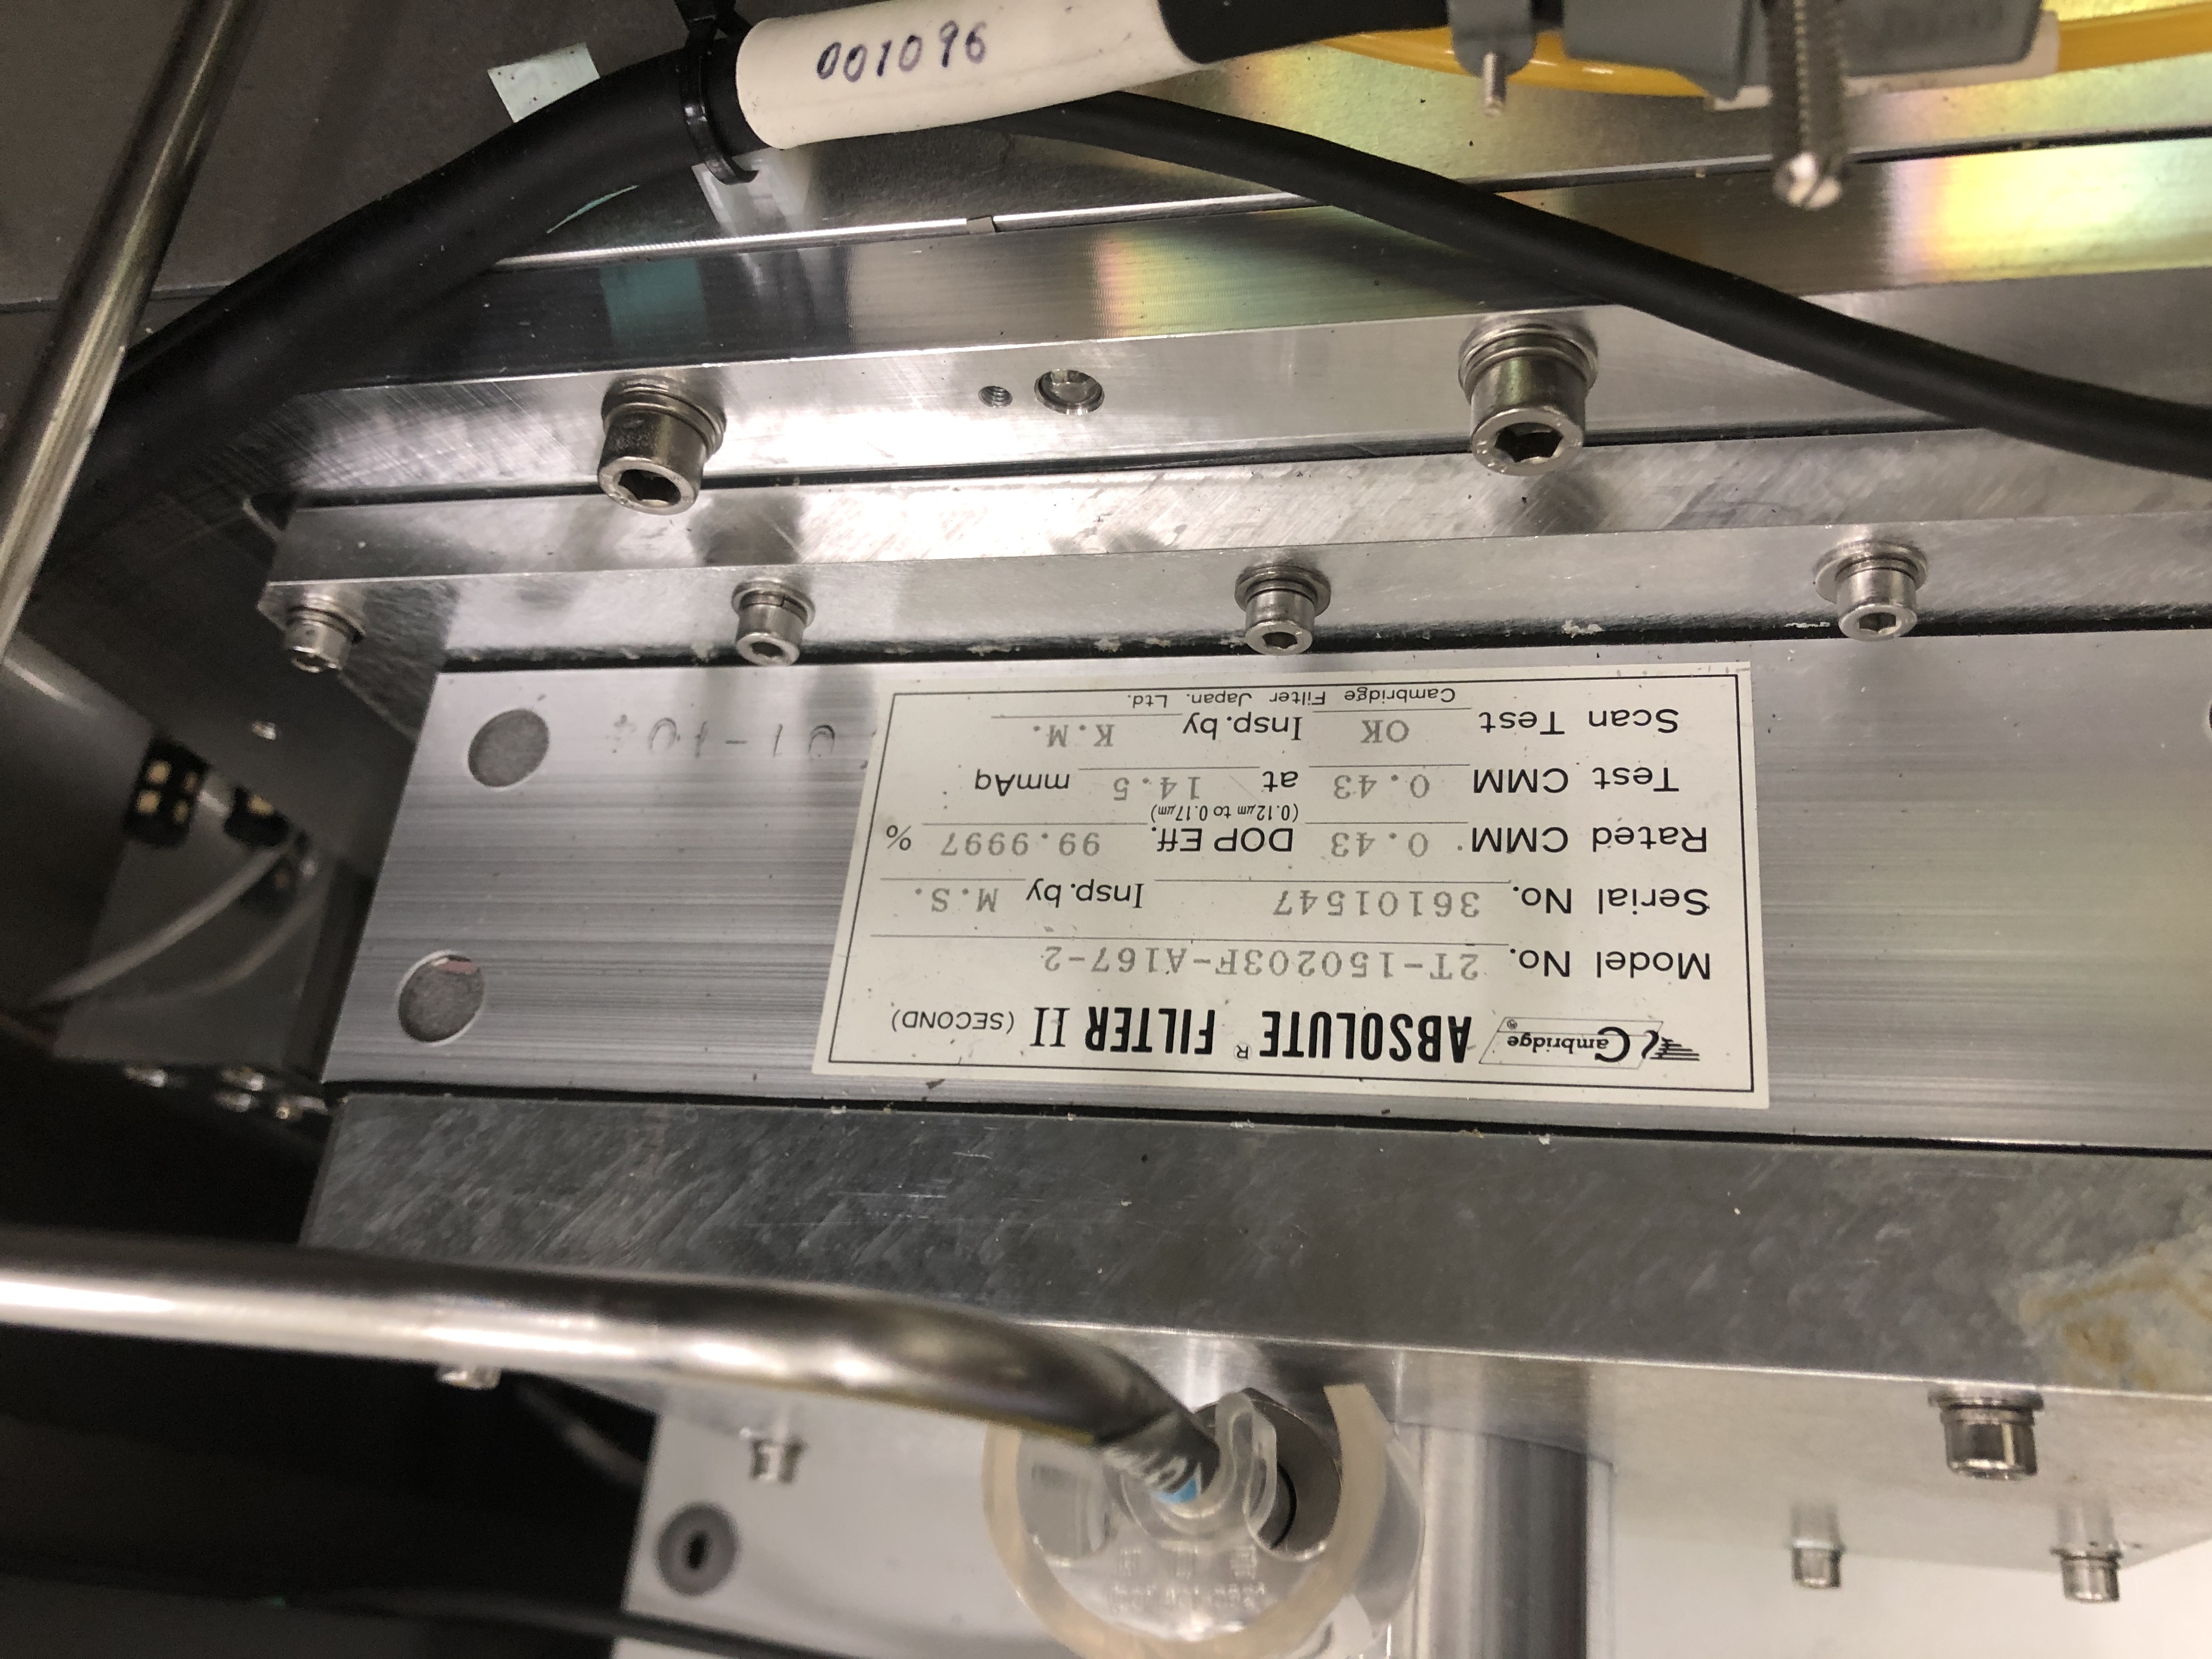 001096
Cambridge® ABSOLUTE® FILTER II (SECOND)
Model No. 2T-150203F-A167-2
Serial No. 36101547 Insp.by M.S.
Rated CMM 0.43 DOP Eff. 99.9997 %
(0.12μm to 0.17μm)
Test CMM 0.43 at 14.5 mmAq
Scan Test OK Insp.by K.M.
Cambridge Filter Japan. Ltd.